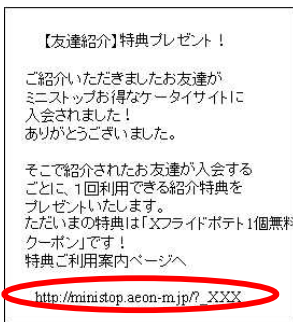 【友達紹介】特典プレゼント！
ご紹介いただきましたお友達が
ミニストップお得なケータイサイトに
入会されました！
ありがとうございました。
そこで紹介されたお友達が入会する
ごとに、1回利用できる紹介特典を
プレゼントいたします。
ただいまの特典は「Xフライドポテト1個無料
クーポン」です！
特典ご利用案内ページへ
http://ministop.aeon-m.jp/?_XXX